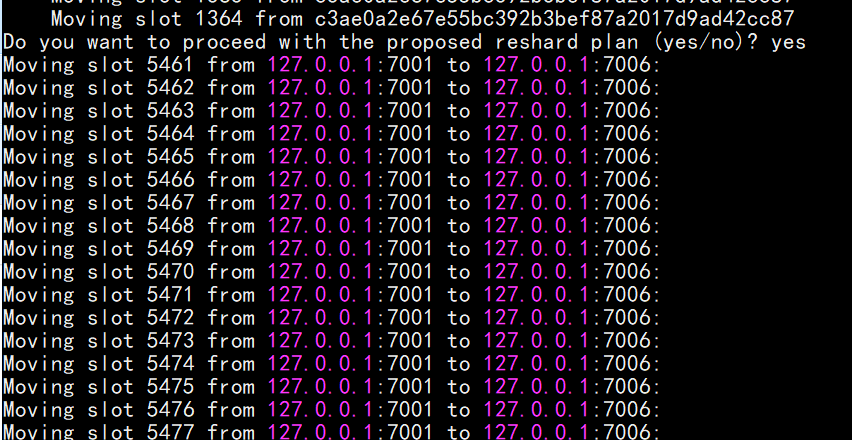 Moving slot 1364 from c3ae0a2e67e55bc392b3bef87a2017d9ad42cc87
Do you want to proceed with the proposed reshard plan (yes/no)? yes
Moving slot 5461 from 127.0.0.1:7001 to 127.0.0.1:7006:
Moving slot 5462 from 127.0.0.1:7001 to 127.0.0.1:7006:
Moving slot 5463 from 127.0.0.1:7001 to 127.0.0.1:7006:
Moving slot 5464 from 127.0.0.1:7001 to 127.0.0.1:7006:
Moving slot 5465 from 127.0.0.1:7001 to 127.0.0.1:7006:
Moving slot 5466 from 127.0.0.1:7001 to 127.0.0.1:7006:
Moving slot 5467 from 127.0.0.1:7001 to 127.0.0.1:7006:
Moving slot 5468 from 127.0.0.1:7001 to 127.0.0.1:7006:
Moving slot 5469 from 127.0.0.1:7001 to 127.0.0.1:7006:
Moving slot 5470 from 127.0.0.1:7001 to 127.0.0.1:7006:
Moving slot 5471 from 127.0.0.1:7001 to 127.0.0.1:7006:
Moving slot 5472 from 127.0.0.1:7001 to 127.0.0.1:7006:
Moving slot 5473 from 127.0.0.1:7001 to 127.0.0.1:7006:
Moving slot 5474 from 127.0.0.1:7001 to 127.0.0.1:7006:
Moving slot 5475 from 127.0.0.1:7001 to 127.0.0.1:7006:
Moving slot 5476 from 127.0.0.1:7001 to 127.0.0.1:7006:
Moving slot 5477 from 127.0.0.1:7001 to 127.0.0.1:7006: